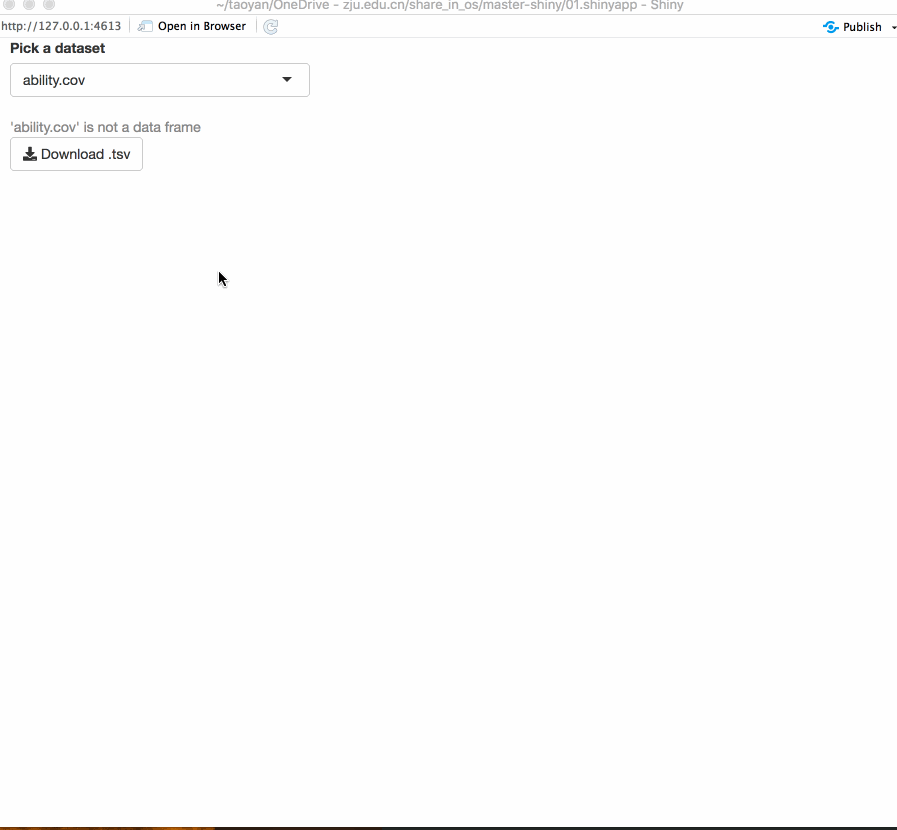 ~/taoyan/OneDrive - zju.edu.cn/share_in_os/master-shiny/01.shinyapp - Shiny
http://127.0.0.1:4613 Open in Browser Publish
Pick a dataset
ability.cov
'ability.cov' is not a data frame
Download .tsv